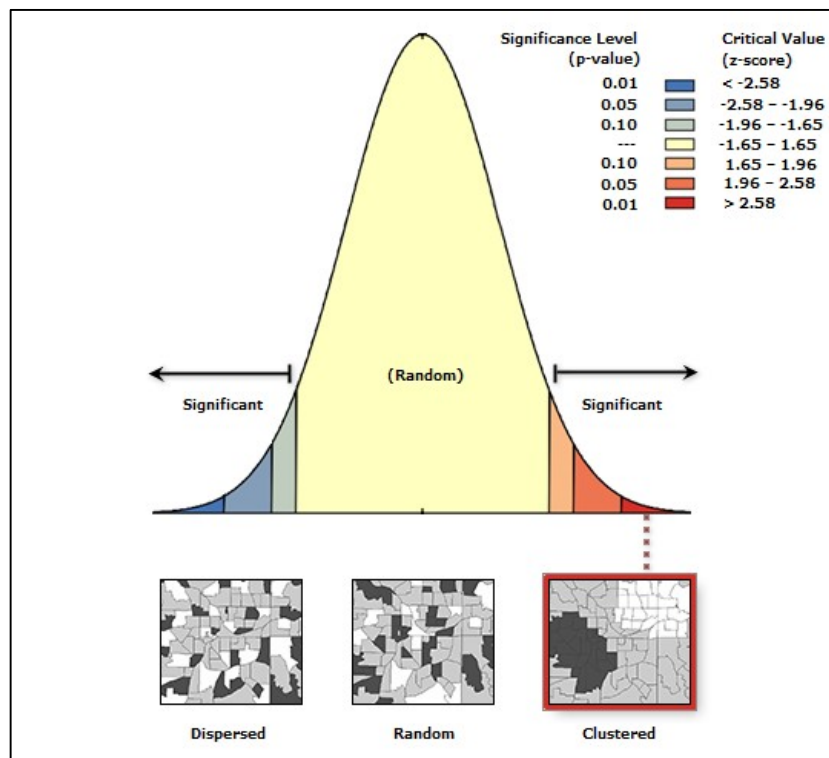 Significance Level Critical Value
(p-value) (z-score)
0.01 < -2.58
0.05 -2.58 – -1.96
0.10 -1.96 – -1.65
--- -1.65 – 1.65
0.10 1.65 – 1.96
0.05 1.96 – 2.58
0.01 > 2.58
(Random)
Significant Significant
Dispersed Random Clustered